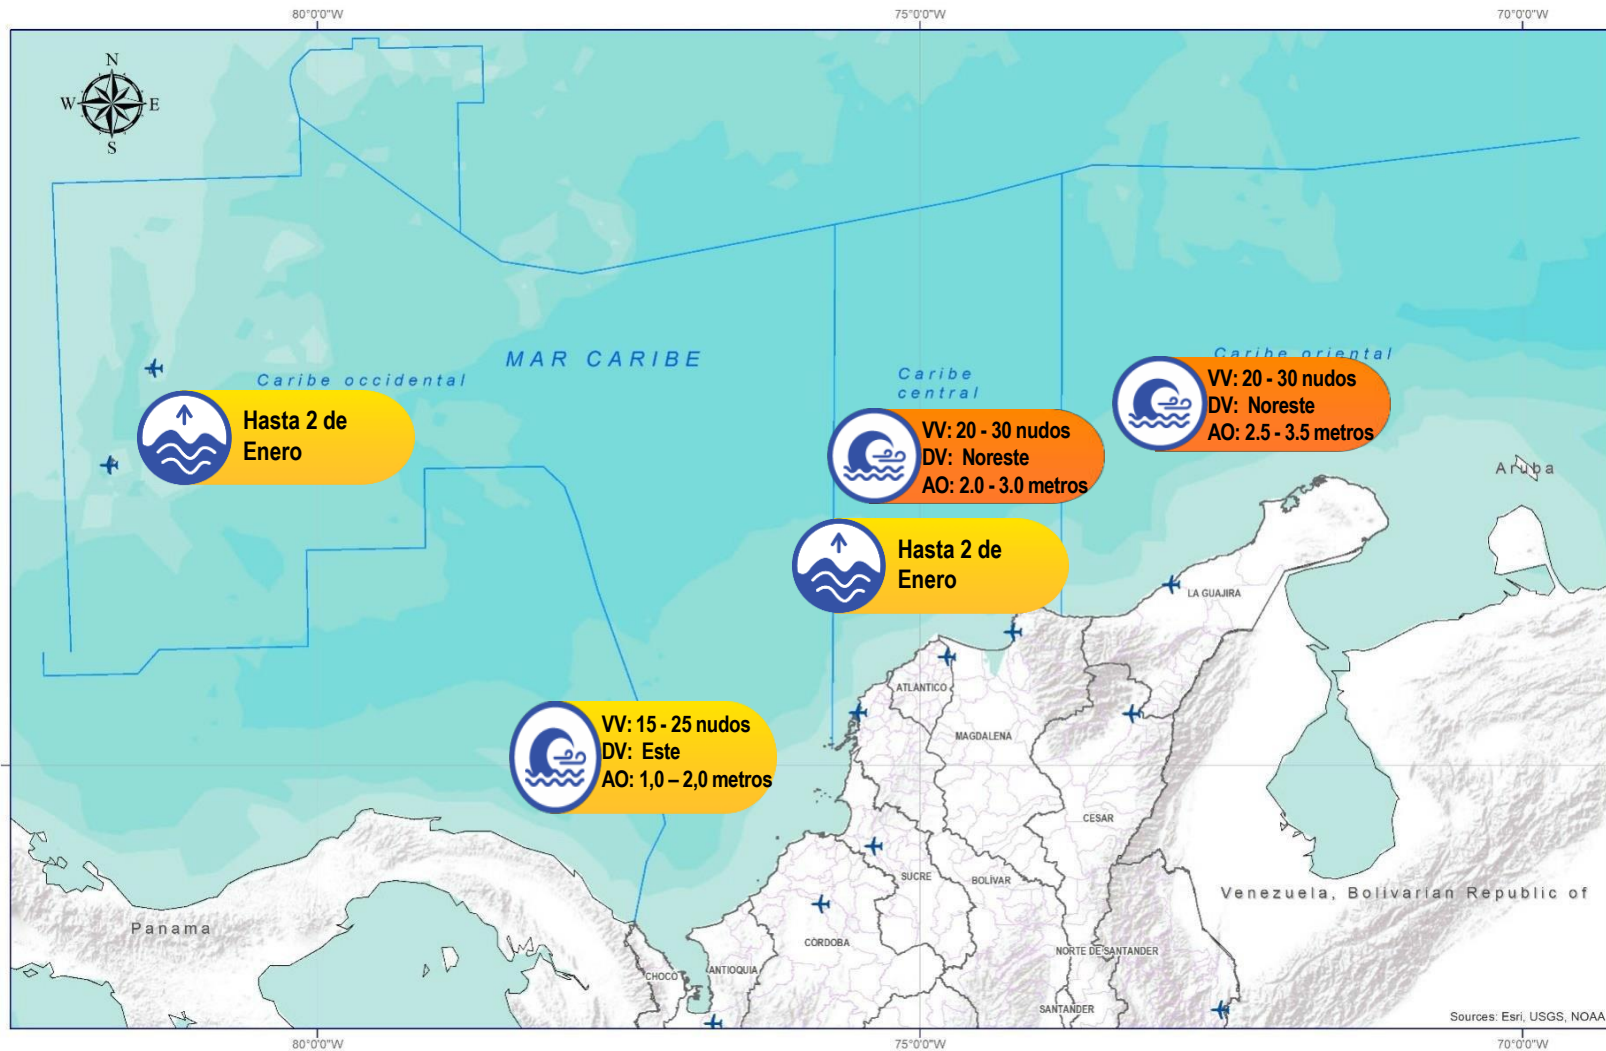 80°0'0"W
75°0'0"W
70°0'0"W
N
W
E
S
MAR CARIBE
Caribe occidental
Caribe
central
Caribe oriental
Hasta 2 de
Enero
VV: 20 - 30 nudos
DV:  Noreste
AO: 2.0 - 3.0 metros
VV: 20 - 30 nudos
DV:  Noreste
AO: 2.5 - 3.5 metros
Hasta 2 de
Enero
VV: 15 - 25 nudos
DV:  Este
AO: 1,0 – 2,0 metros
Aruba
LA GUAJIRA
ATLANTICO
MAGDALENA
CESAR
SUCRE
BOLÍVAR
CÓRDOBA
NORTE DE SANTANDER
CHOCO
ANTIOQUIA
SANTANDER
Panama
Venezuela, Bolivarian Republic of
Sources: Esri, USGS, NOAA
80°0'0"W
75°0'0"W
70°0'0"W